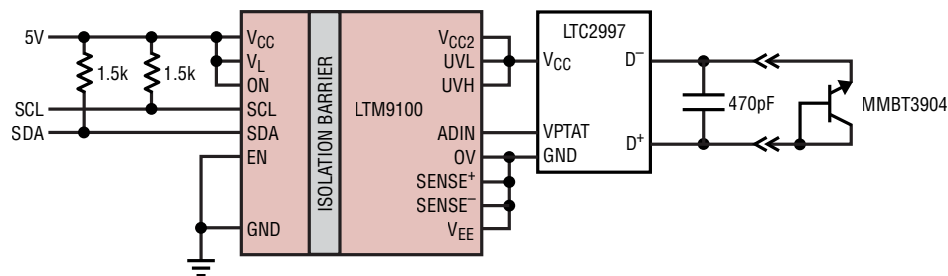 5V
1.5k
1.5k
SCL
SDA
VCC
VL
ON
SCL
SDA
EN
GND
ISOLATION BARRIER
LTM9100
VCC2
UVL
UVH
ADIN
OV
SENSE+
SENSE–
VEE
LTC2997
VCC
VPTAT
GND
D–
D+
470pF
MMBT3904